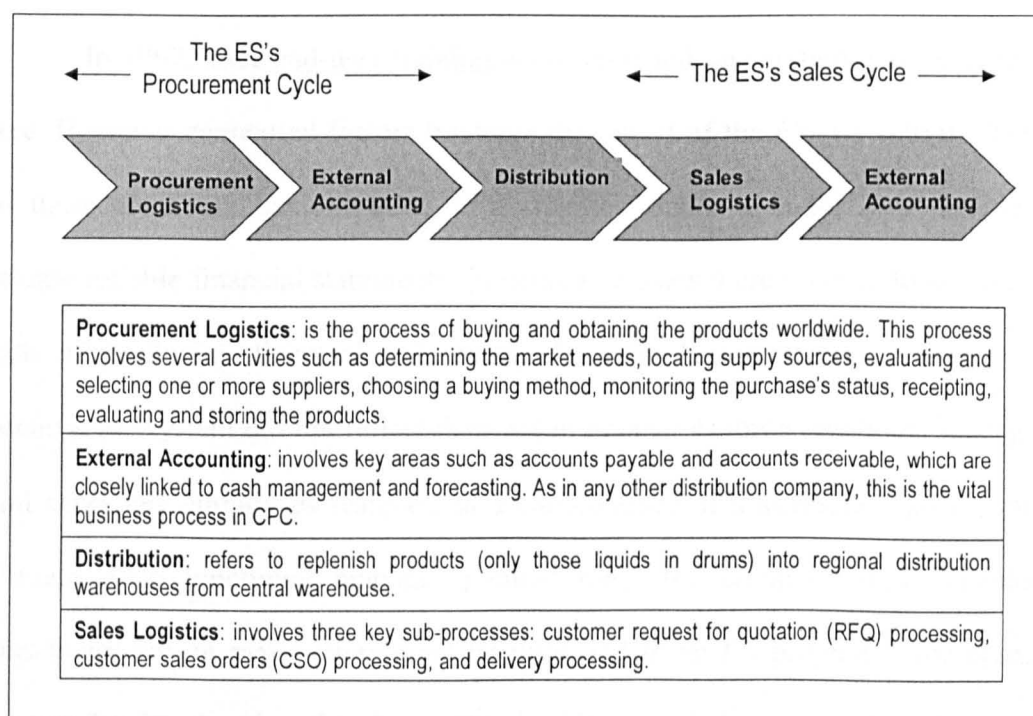 The ES's
Procurement Cycle
The ES's Sales Cycle
Procurement
Logistics
External
Accounting
Distribution
Sales
Logistics
External
Accounting
Procurement Logistics: is the process of buying and obtaining the products worldwide. This process
involves several activities such as determining the market needs, locating supply sources, evaluating and
selecting one or more suppliers, choosing a buying method, monitoring the purchase's status, receipting,
evaluating and storing the products.
External Accounting: involves key areas such as accounts payable and accounts receivable, which are
closely linked to cash management and forecasting. As in any other distribution company, this is the vital
business process in CPC.
Distribution: refers to replenish products (only those liquids in drums) into regional distribution
warehouses from central warehouse.
Sales Logistics: involves three key sub-processes: customer request for quotation (RFQ) processing,
customer sales orders (CSO) processing, and delivery processing.